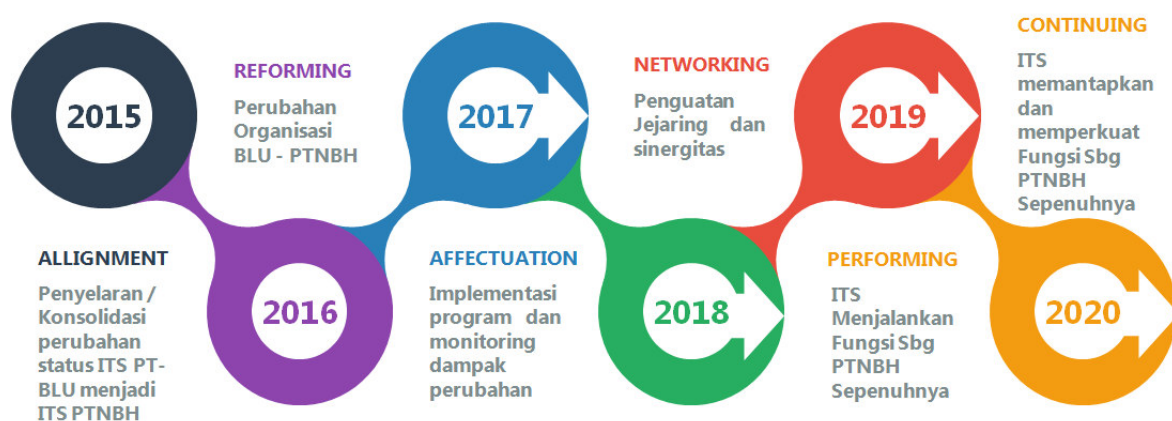 2015
ALLIGNMENT
Penyelaran /
Konsolidasi
perubahan
status ITS PT-
BLU menjadi
ITS PTNBH
REFORMING
Perubahan
Organisasi
BLU - PTNBH
2016
2017
AFFECTUATION
Implementasi
program dan
monitoring
dampak
perubahan
NETWORKING
Penguatan
Jejaring dan
sinergitas
2018
2019
PERFORMING
ITS
Menjalankan
Fungsi Sbg
PTNBH
Sepenuhnya
CONTINUING
ITS
memantapkan
dan
memperkuat
Fungsi Sbg
PTNBH
Sepenuhnya
2020